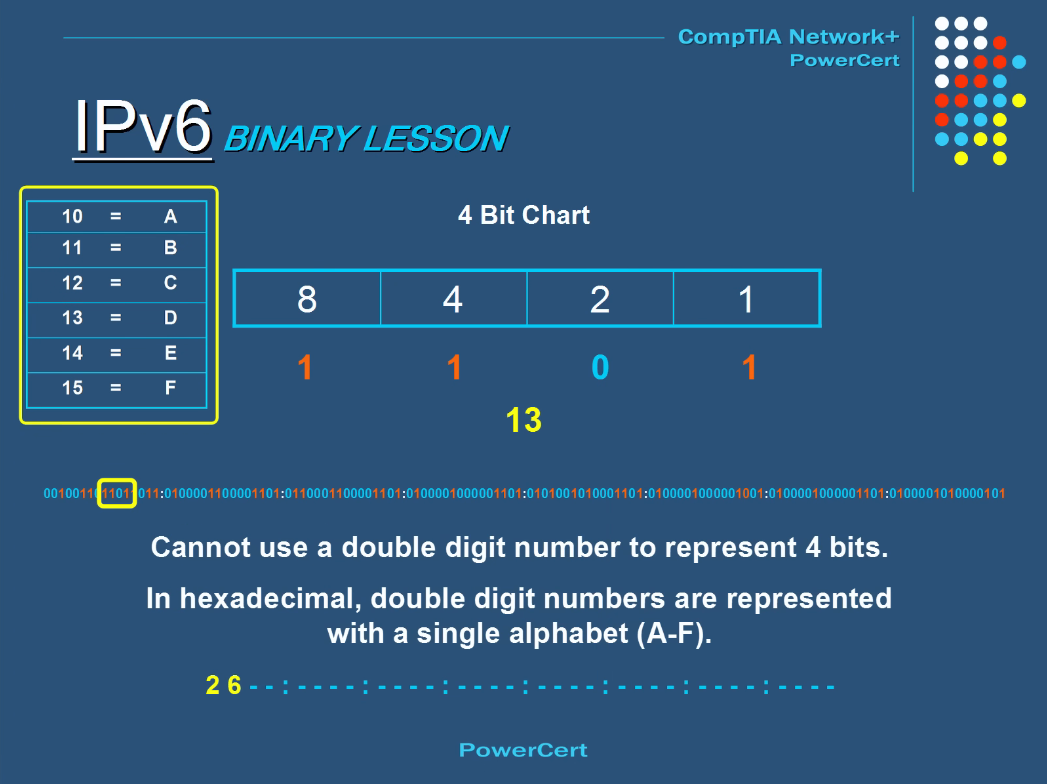 CompTIA Network+
PowerCert
IPv6 BINARY LESSON
10 = A
11 = B
12 = C
13 = D
14 = E
15 = F
4 Bit Chart
8 4 2 1
1 1 0 1
13
0010011011011011:0100001100001101:0110001100001101:0100001000001101:0101001010001101:0100001000001001:0100001000001101:0100001010000101
Cannot use a double digit number to represent 4 bits.
In hexadecimal, double digit numbers are represented
with a single alphabet (A-F).
2 6 - - : - - - - : - - - - : - - - - : - - - - : - - - - : - - - - : - - - -
PowerCert